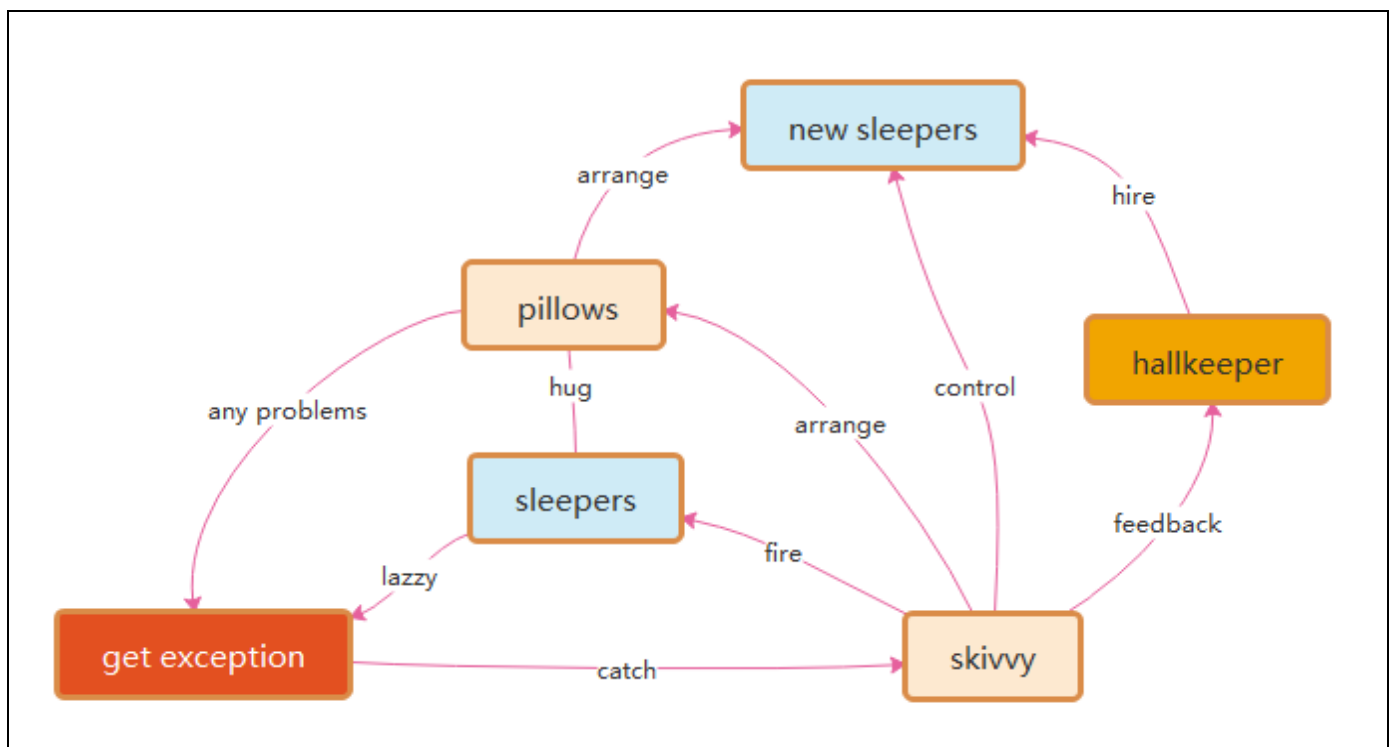 new sleepers
arrange
hire
pillows
hallkeeper
hug
control
any problems
arrange
sleepers
feedback
fire
lazzy
get exception
catch
skivvy